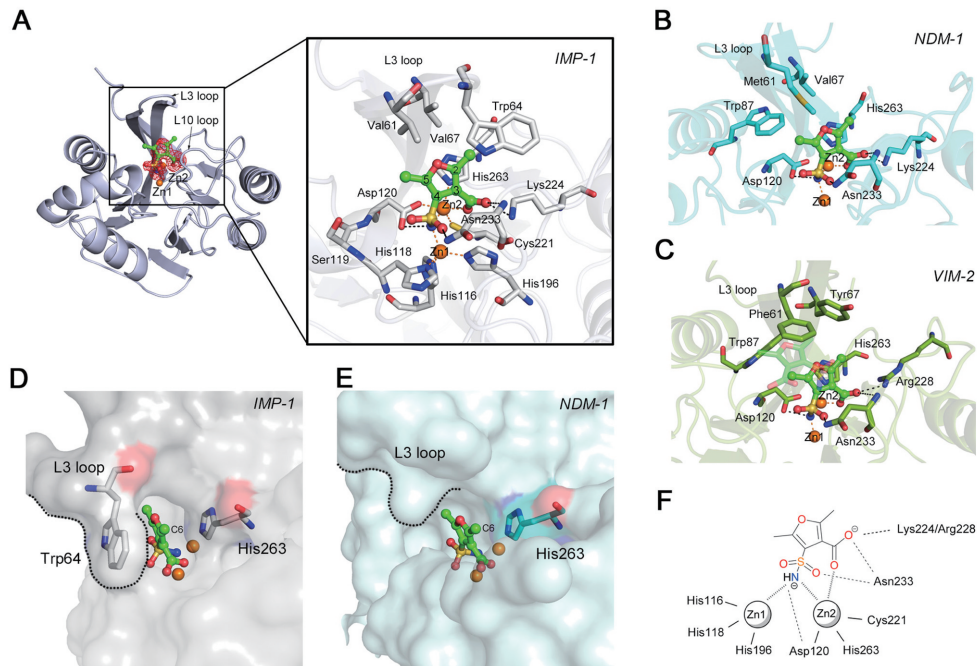 A
L3 loop
L10 loop
Zn2
Zn1
IMP-1
L3 loop
Trp64
Val61
Val67
His263
Lys224
Asp120
5
2
4
3
Zn2
Asn233
Cys221
Ser119
His118
Zn1
His116
His196
B
NDM-1
L3 loop
Met61
Val67
Trp87
His263
Zn2
Lys224
Asp120
Asn233
Zn1
C
VIM-2
L3 loop
Tyr67
Phe61
Trp87
His263
Zn2
Arg228
Asp120
Zn1
Asn233
D
IMP-1
L3 loop
C6
Trp64
His263
E
NDM-1
L3 loop
C6
His263
F
O
O
⊖
Lys224/Arg228
O
S
O
O
Asn233
HN
⊖
His116
Zn1
Zn2
Cys221
His118
His196
Asp120
His263